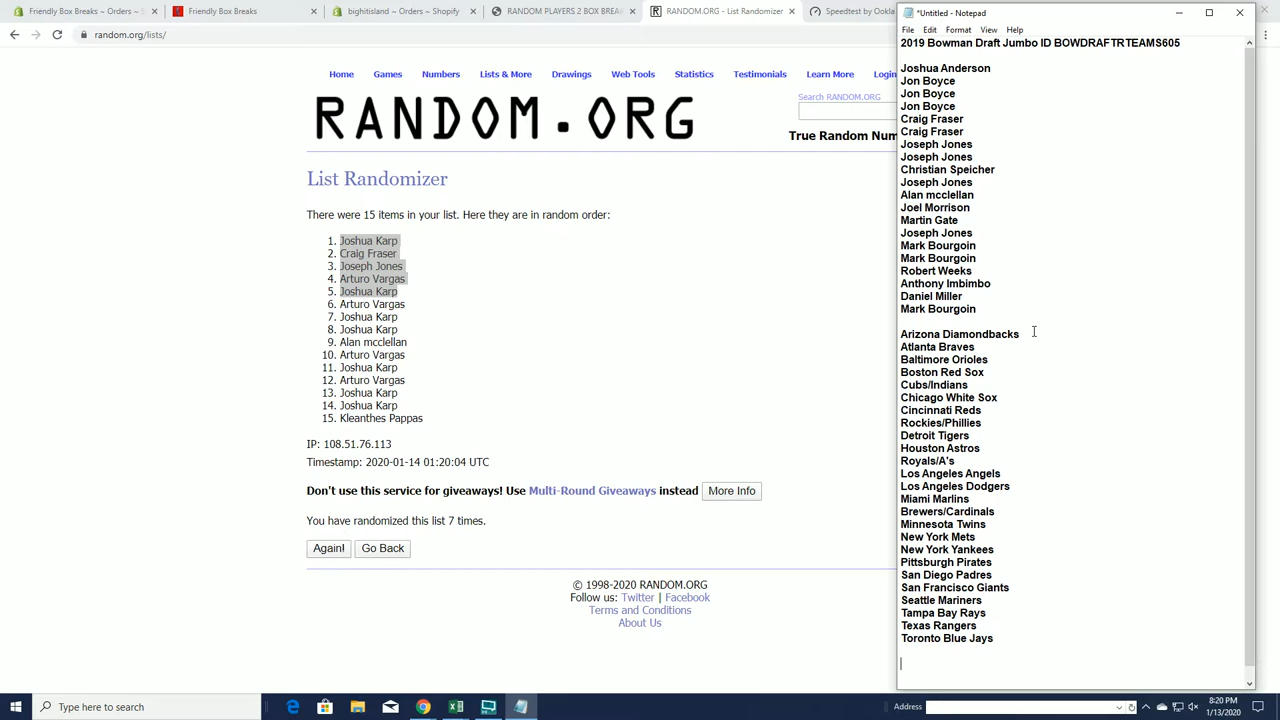 bigitalia ~ Orders ~ Shopify
Friendly Box Breaks
bigitalia ~ Orders ~ Shopify
RANDOM PLAYERS 2 BOX BREAK
RANDOM.ORG - List Randomizer
Speedtest by Ookla
random.org/lists/
Home Games Numbers Lists & More Drawings Web Tools Statistics Testimonials Learn More Login
Search RANDOM.ORG
RANDOM.ORG
True Random Num
List Randomizer
There were 15 items in your list. Here they are in random order:
1. Joshua Karp
2. Craig Fraser
3. Joseph Jones
4. Arturo Vargas
5. Joshua Karp
6. Arturo Vargas
7. Joshua Karp
8. Joshua Karp
9. Alan mcclellan
10. Arturo Vargas
11. Joshua Karp
12. Arturo Vargas
13. Joshua Karp
14. Joshua Karp
15. Kleanthes Pappas
IP: 108.51.76.113
Timestamp: 2020-01-14 01:20:04 UTC
Don't use this service for giveaways! Use Multi-Round Giveaways instead More Info
You have randomized this list 7 times.
Again! Go Back
© 1998-2020 RANDOM.ORG
Follow us: Twitter | Facebook
Terms and Conditions
About Us
*Untitled - Notepad
File Edit Format View Help
2019 Bowman Draft Jumbo ID BOWDRAFTRTEAMS605
Joshua Anderson
Jon Boyce
Jon Boyce
Jon Boyce
Craig Fraser
Craig Fraser
Joseph Jones
Joseph Jones
Christian Speicher
Joseph Jones
Alan mcclellan
Joel Morrison
Martin Gate
Joseph Jones
Mark Bourgoin
Mark Bourgoin
Robert Weeks
Anthony Imbimbo
Daniel Miller
Mark Bourgoin
Arizona Diamondbacks
Atlanta Braves
Baltimore Orioles
Boston Red Sox
Cubs/Indians
Chicago White Sox
Cincinnati Reds
Rockies/Phillies
Detroit Tigers
Houston Astros
Royals/A's
Los Angeles Angels
Los Angeles Dodgers
Miami Marlins
Brewers/Cardinals
Minnesota Twins
New York Mets
New York Yankees
Pittsburgh Pirates
San Diego Padres
San Francisco Giants
Seattle Mariners
Tampa Bay Rays
Texas Rangers
Toronto Blue Jays
Type here to search
Address
8:20 PM
1/13/2020